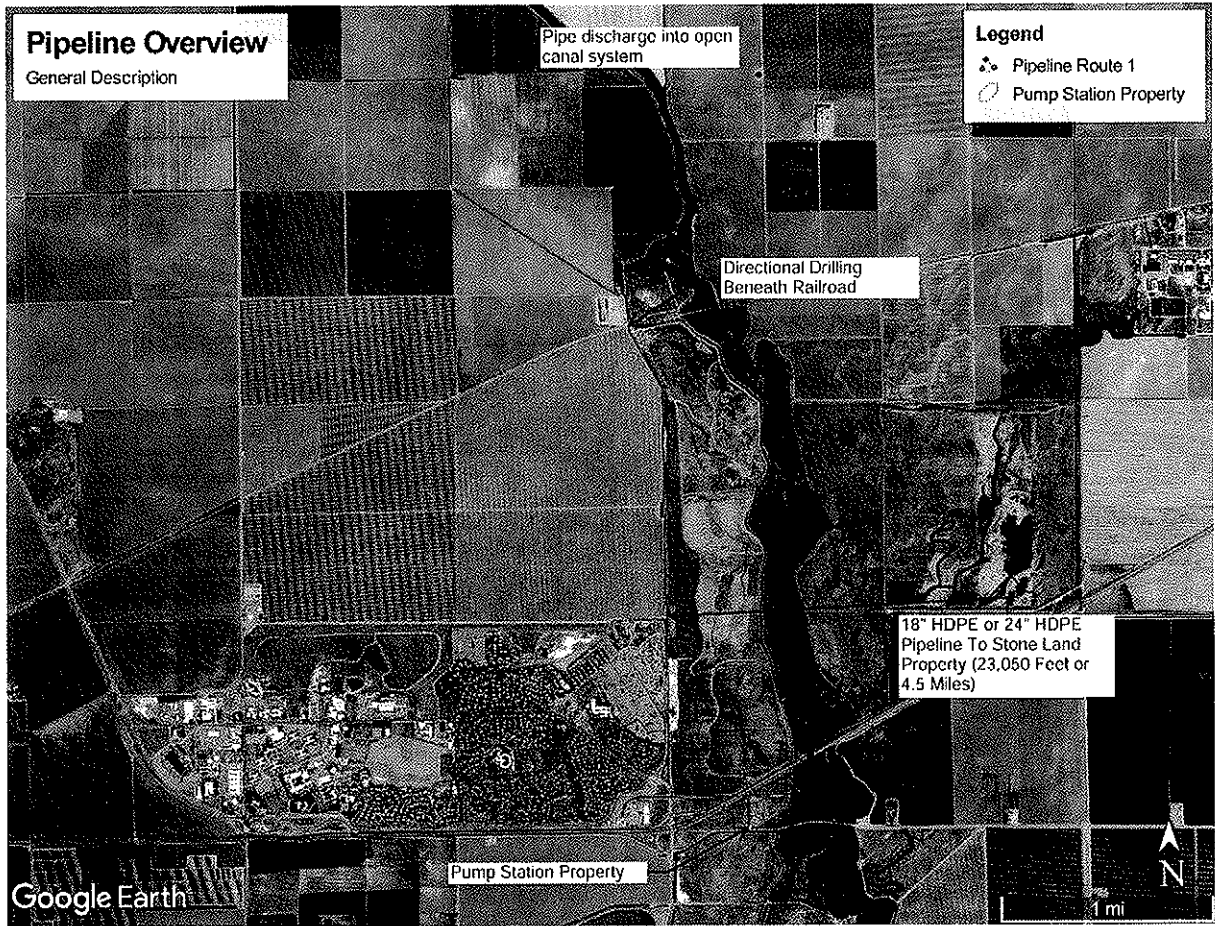 Pipeline Overview
General Description
Pipe discharge into open
canal system
Legend
Pipeline Route 1
Pump Station Property
Directional Drilling
Beneath Railroad
18" HDPE or 24" HDPE
Pipeline To Stone Land
Property (23,050 Feet or
4.5 Miles)
Pump Station Property
Google Earth
N
1 mi